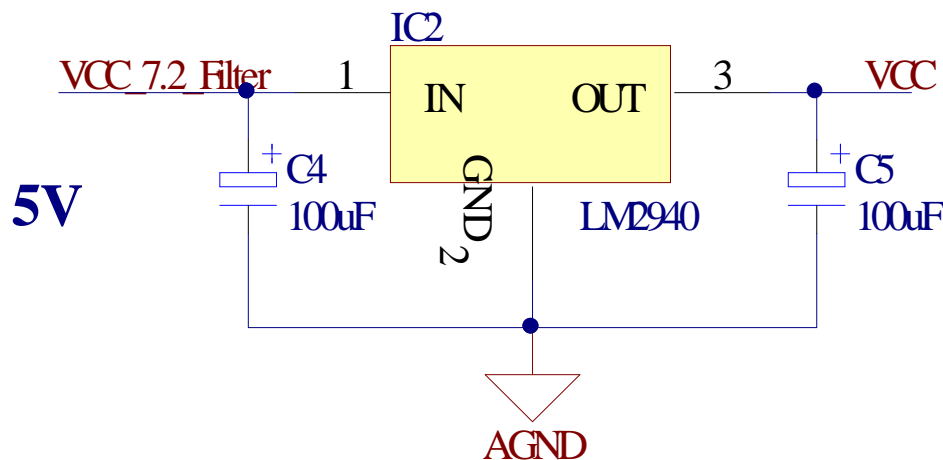 IC2
VCC_7.2_Filter
1
IN
OUT
3
VCC
GND
2
+
C4
100uF
5V
LM2940
+
C5
100uF
AGND